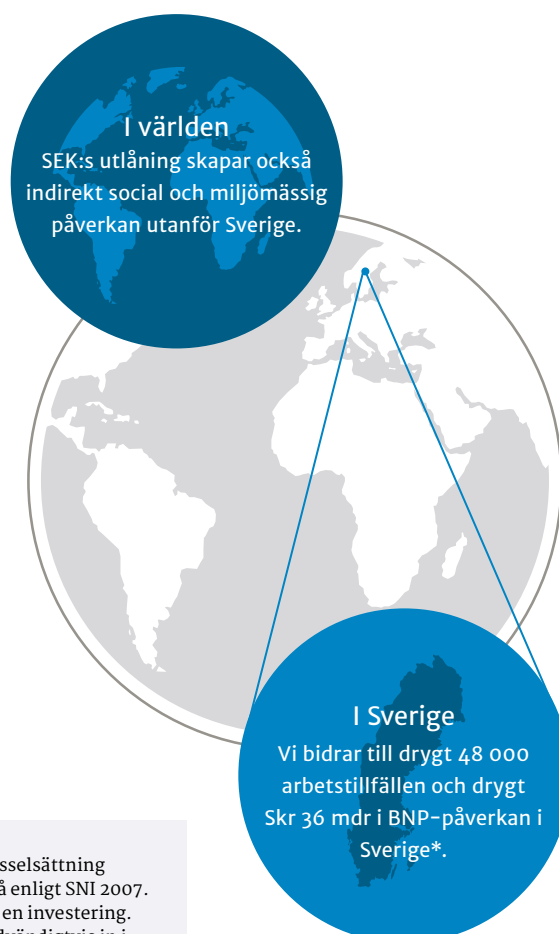 I världen
SEK:s utlåning skapar också
indirekt social och miljömässig
påverkan utanför Sverige.
I Sverige
Vi bidrar till drygt 48 000
arbetstillfällen och drygt
Skr 36 mdr i BNP-påverkan i
Sverige*.
sselsättning
å enligt SNI 2007.
en investering.